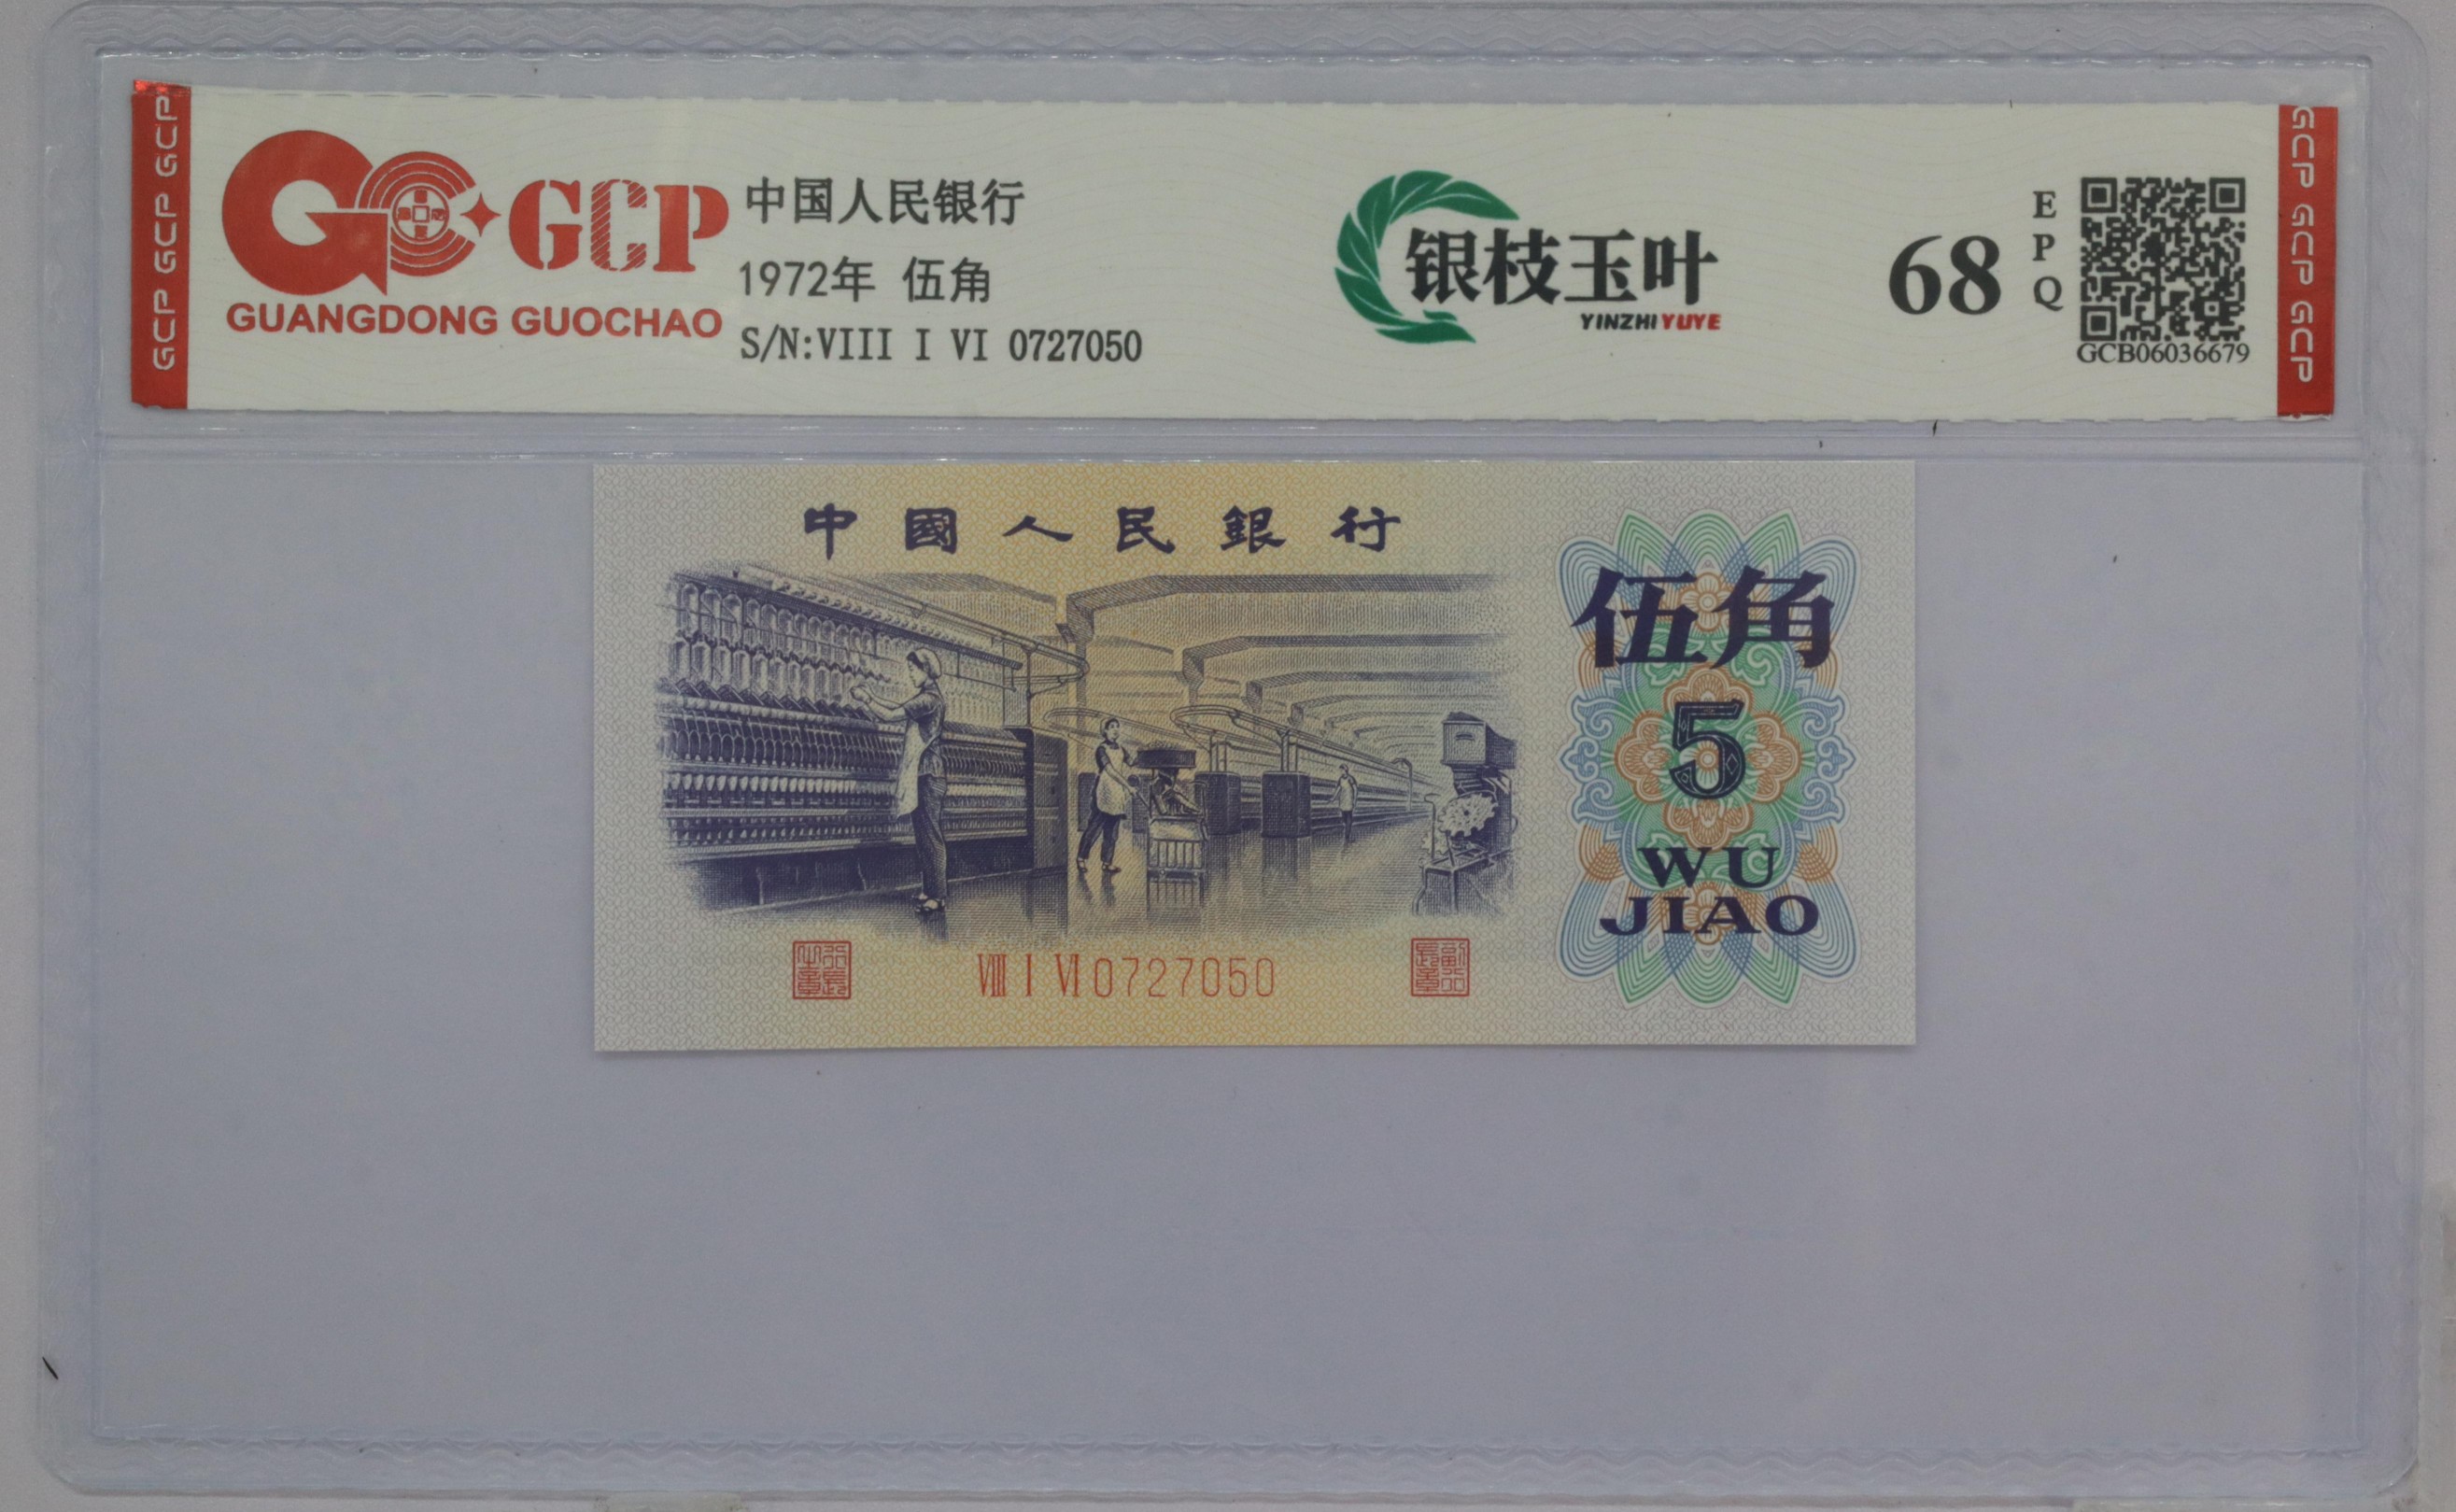 GCP GCP GCP
GCP
GUANGDONG GUOCHAO
中国人民银行
1972年 伍角
S/N:VIII I VI 0727050
银枝玉叶
YINZHI YUYE
68
EPQ
GCB06036679
GCP GCP GCP
中國人民銀行
伍角
5
WU
JIAO
VIII I VI 0727050